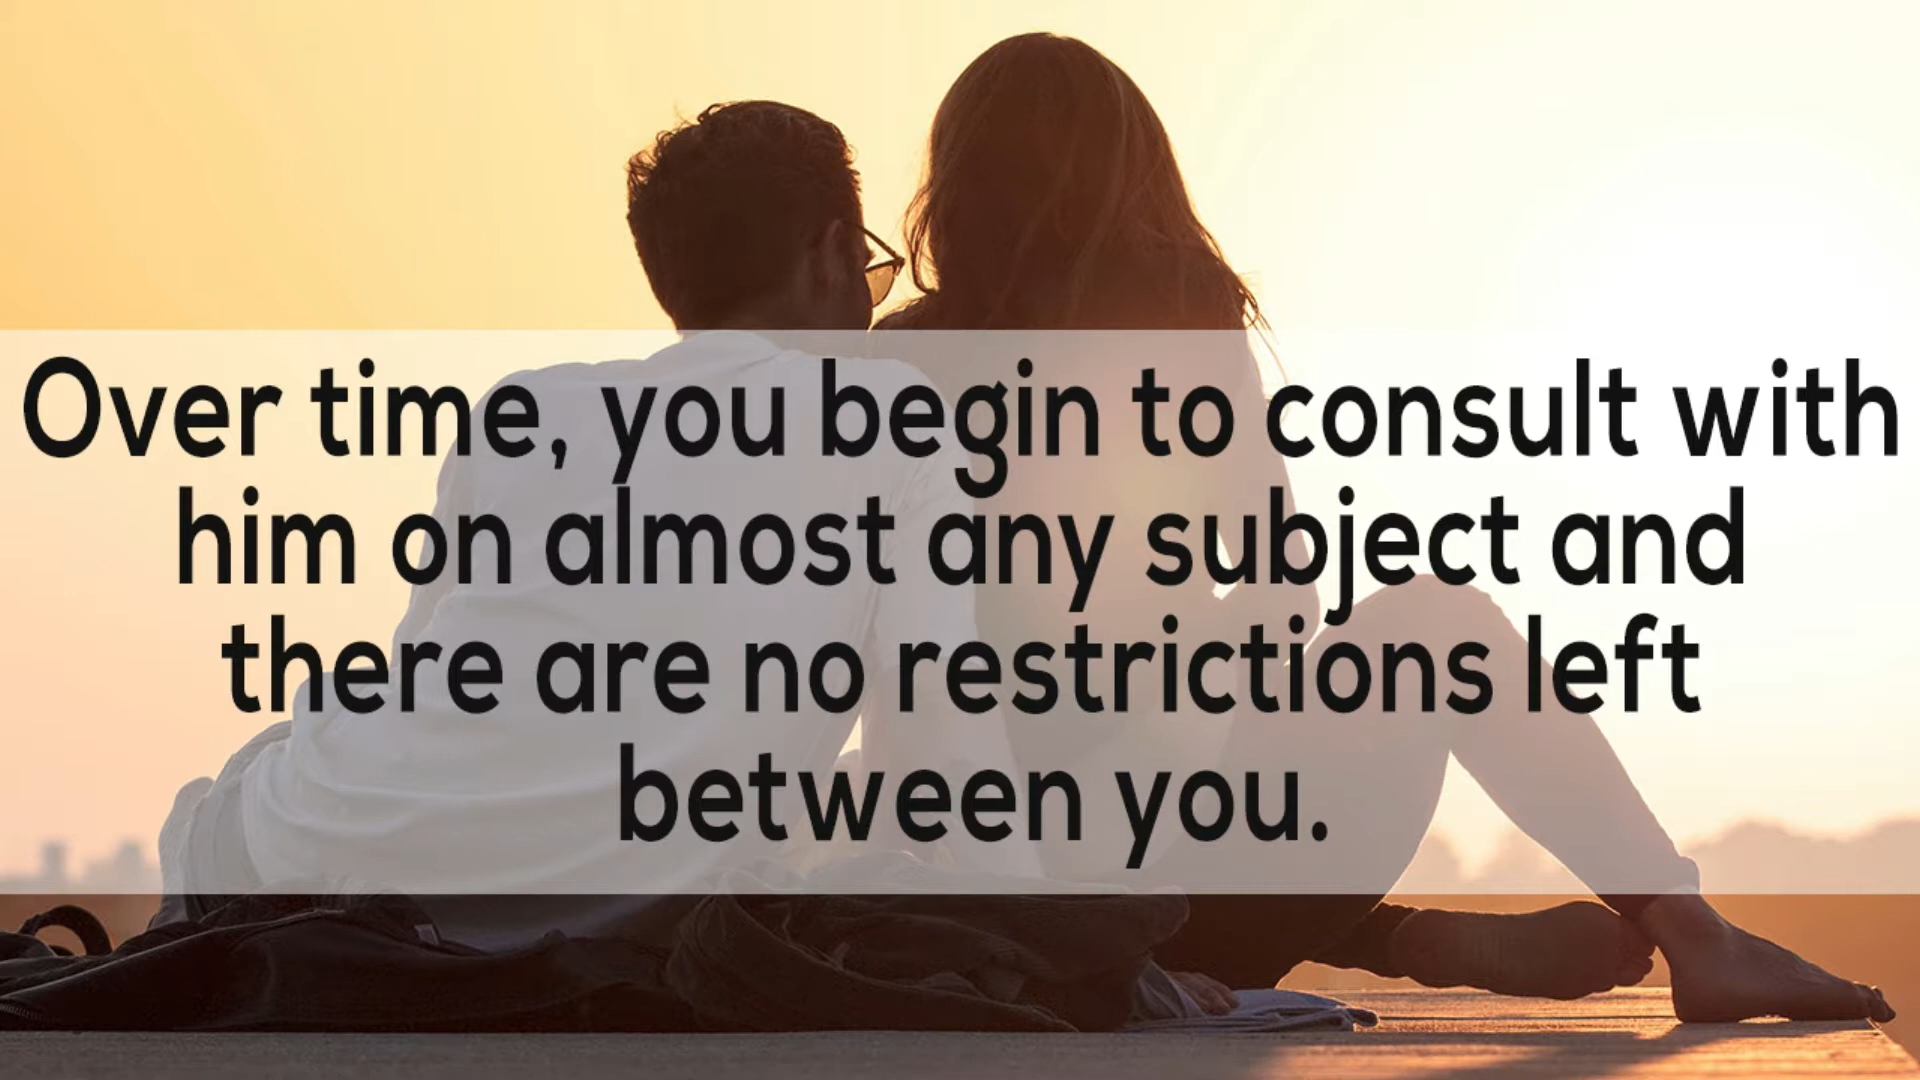 Over time, you begin to consult with
him on almost any subject and
there are no restrictions left
between you.